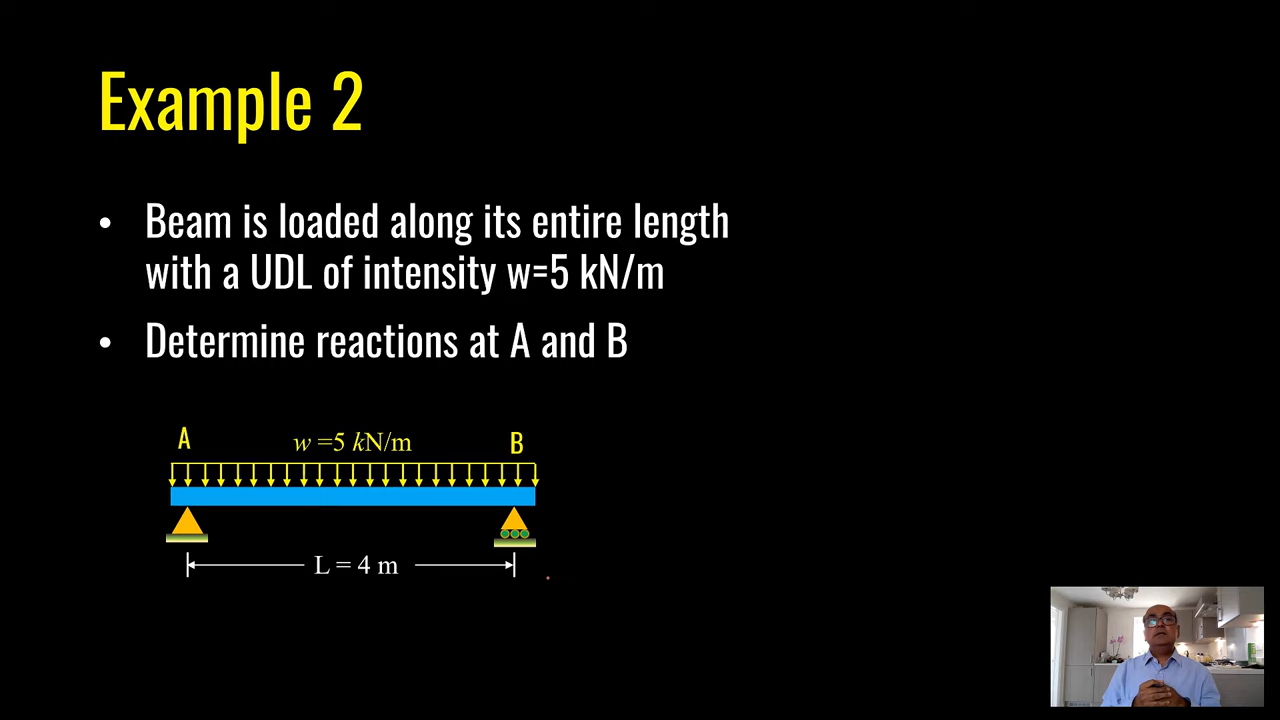 Example 2
• Beam is loaded along its entire length
with a UDL of intensity w=5 kN/m
• Determine reactions at A and B
A w =5 kN/m B
L = 4 m